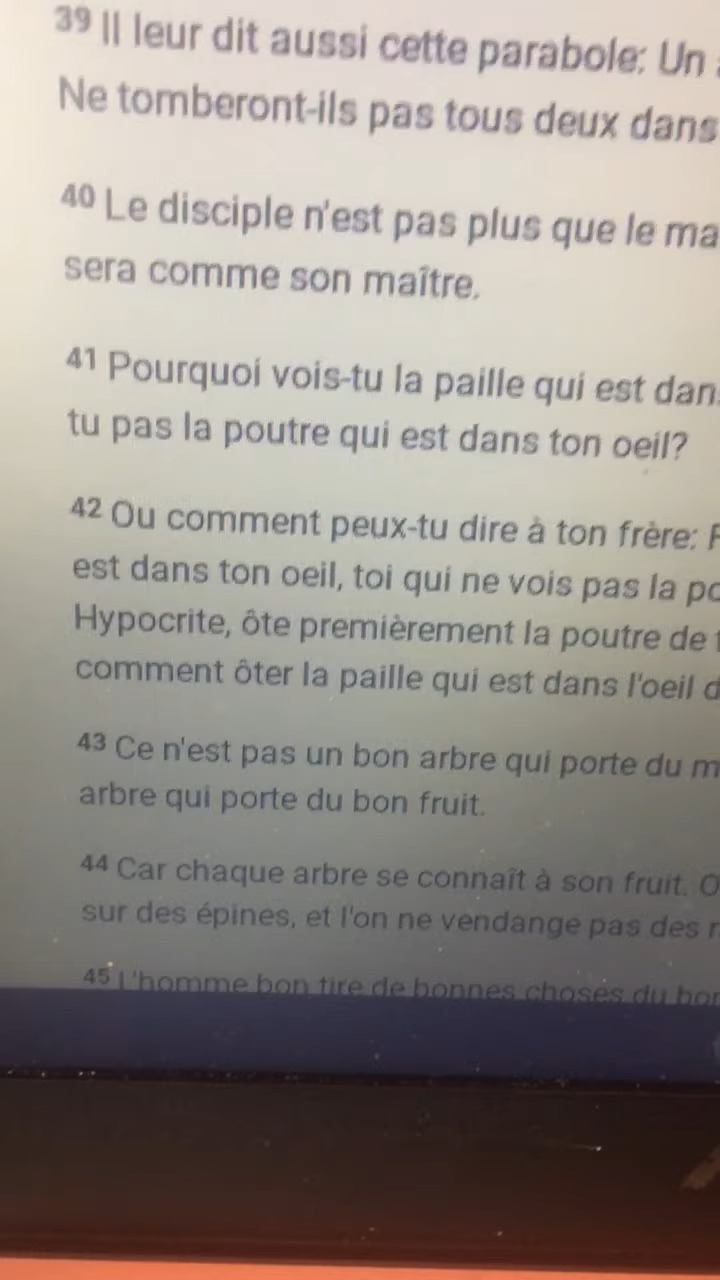 39 Il leur dit aussi cette parabole: Un
Ne tomberont-ils pas tous deux dans
40 Le disciple n'est pas plus que le
sera comme son maître.
41 Pourquoi vois-tu la paille qui est
tu pas la poutre qui est dans ton oeil?
42 Ou comment peux-tu dire à ton frère:
est dans ton oeil, toi qui ne vois pas la
Hypocrite, ôte premièrement la poutre de
comment ôter la paille qui est dans l'oeil
43 Ce n'est pas un bon arbre qui porte du
arbre qui porte du bon fruit.
44 Car chaque arbre se connaît à son fruit.
sur des épines, et l'on ne vendange pas des
45 L'homme bon tire de bonnes choses du